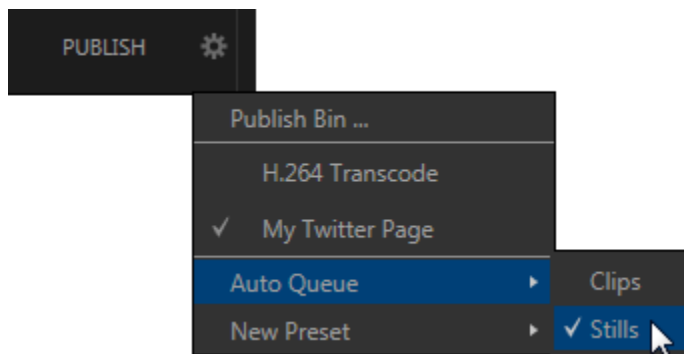 PUBLISH
Publish Bin ...
H.264 Transcode
✓ My Twitter Page
Auto Queue
Clips
New Preset
✓ Stills